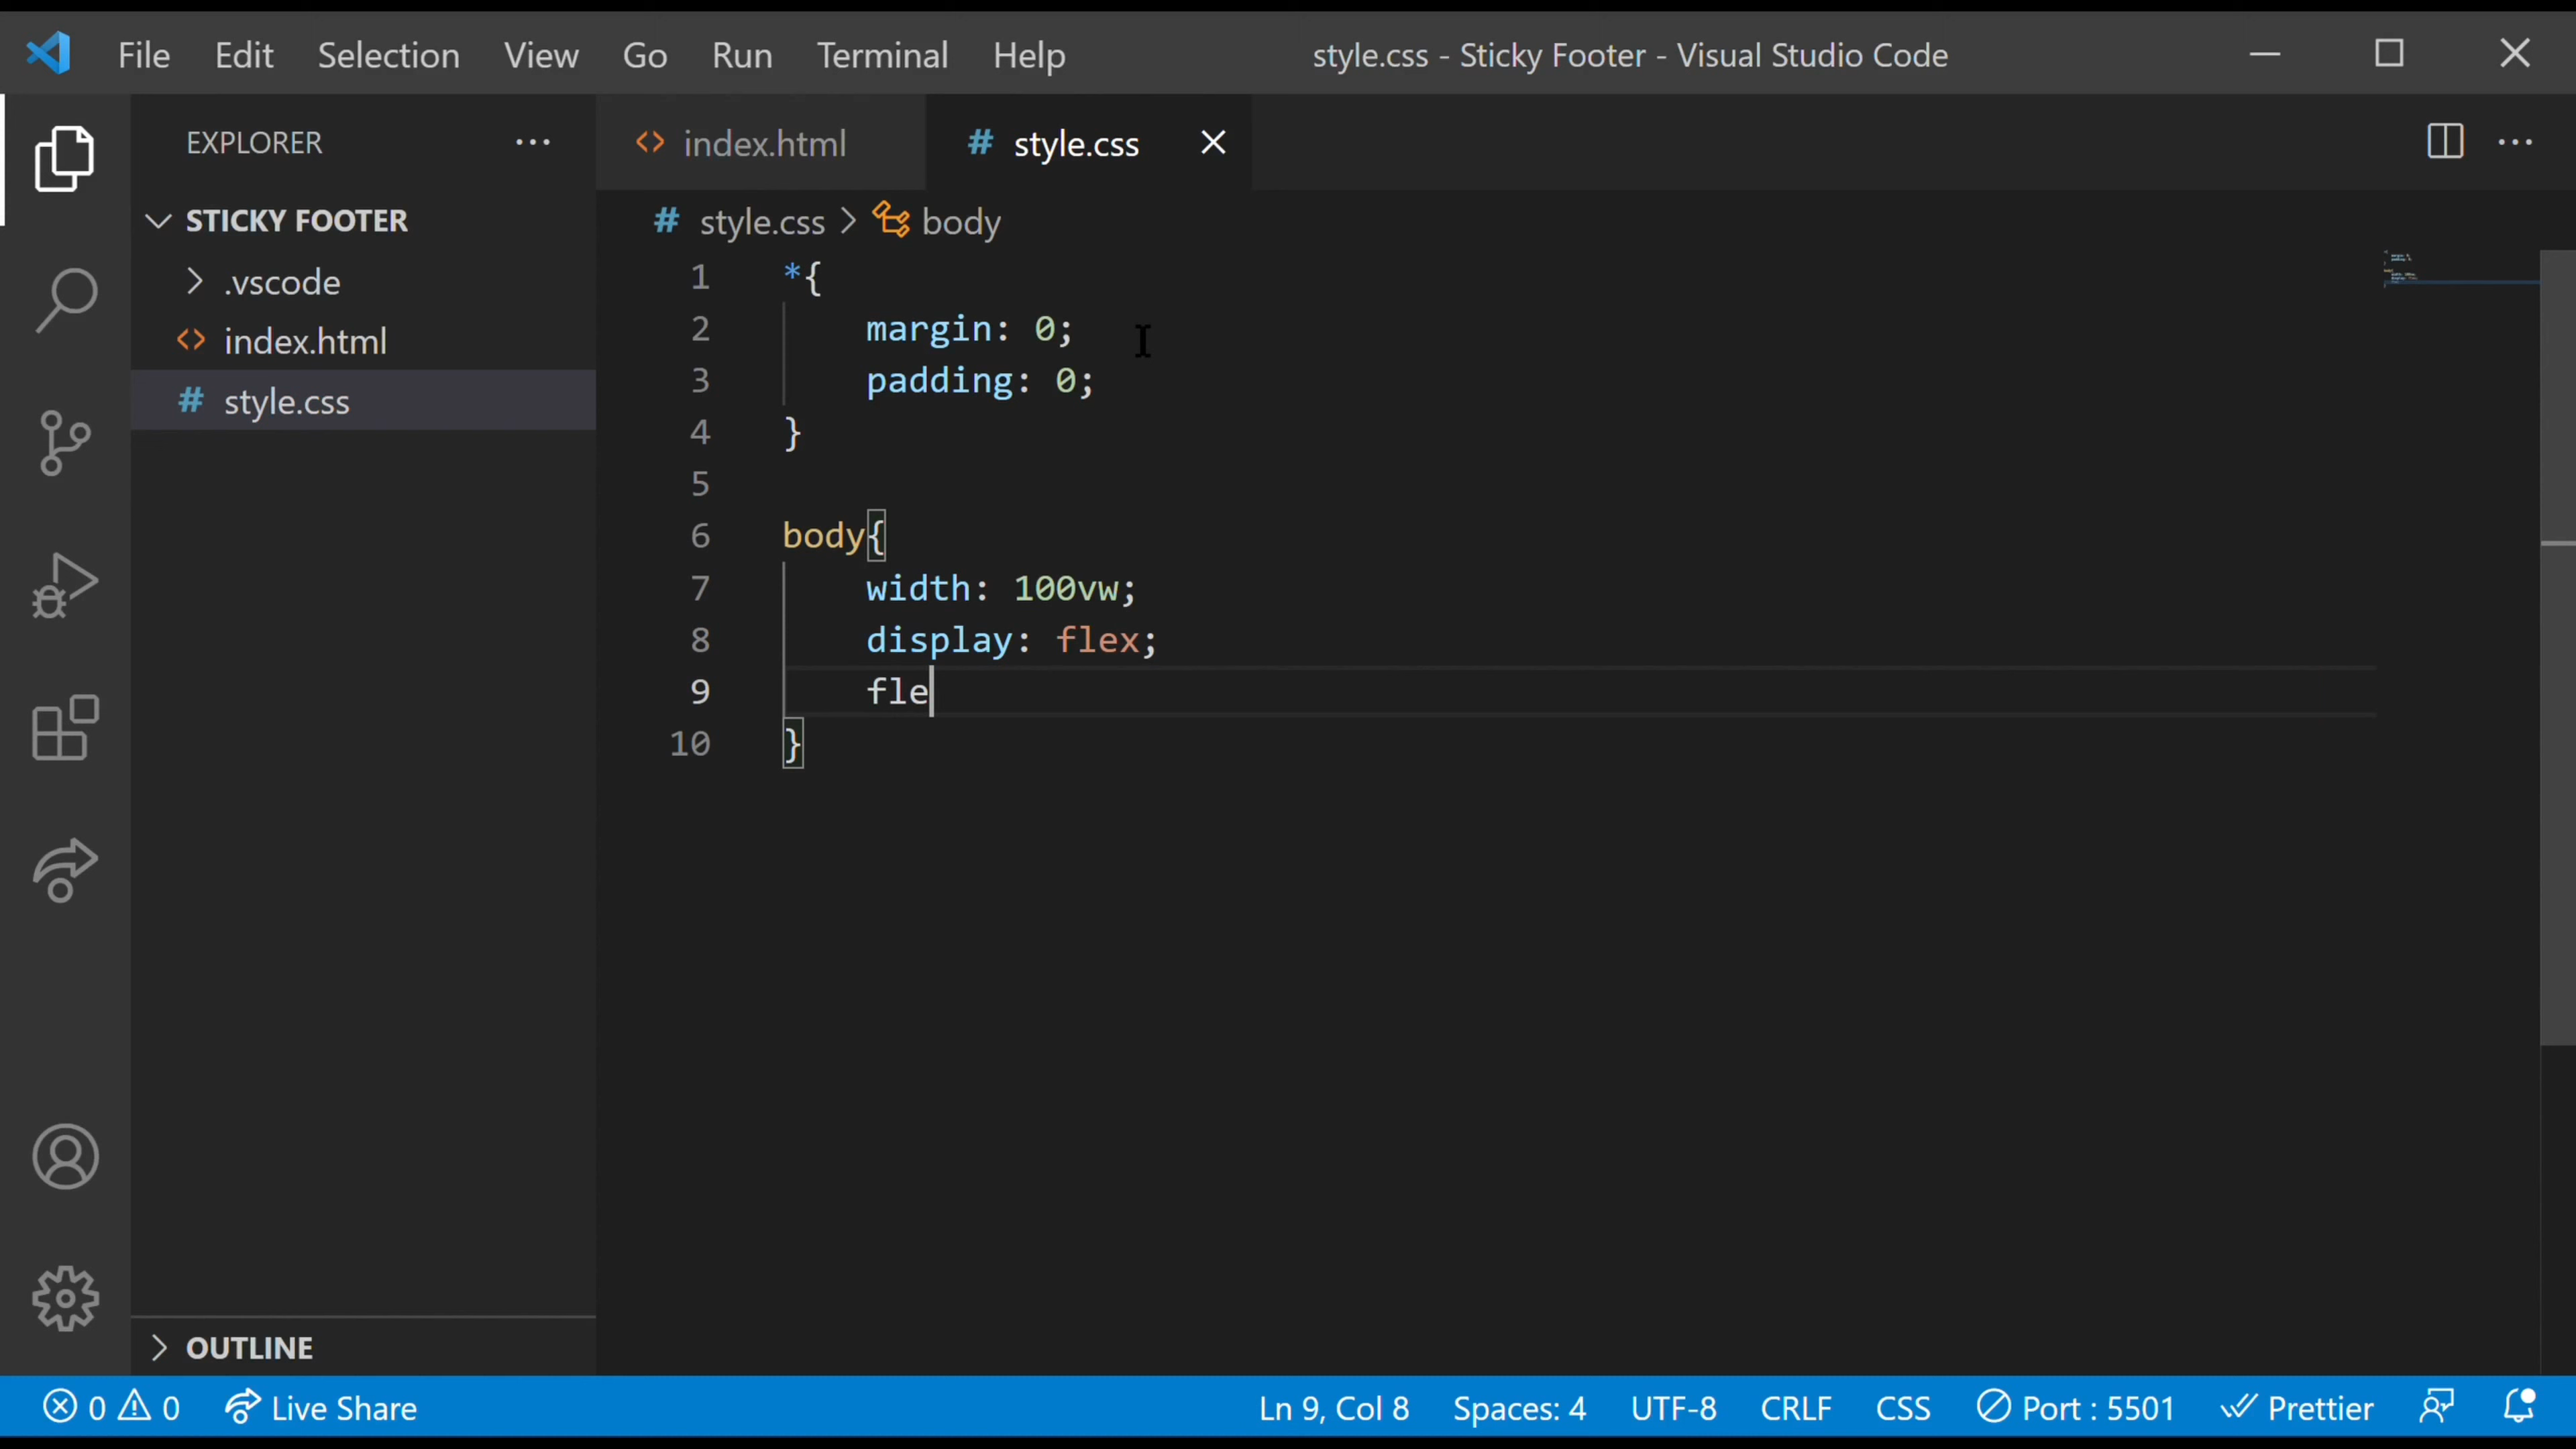 File Edit Selection View Go Run Terminal Help style.css - Sticky Footer - Visual Studio Code
EXPLORER
index.html
style.css
STICKY FOOTER
style.css > body
.vscode
index.html
style.css
1 *{
2 margin: 0;
3 padding: 0;
4 }
5
6 body{
7 width: 100vw;
8 display: flex;
9 fle
10 }
OUTLINE
0 0 Live Share Ln 9, Col 8 Spaces: 4 UTF-8 CRLF CSS Port : 5501 Prettier